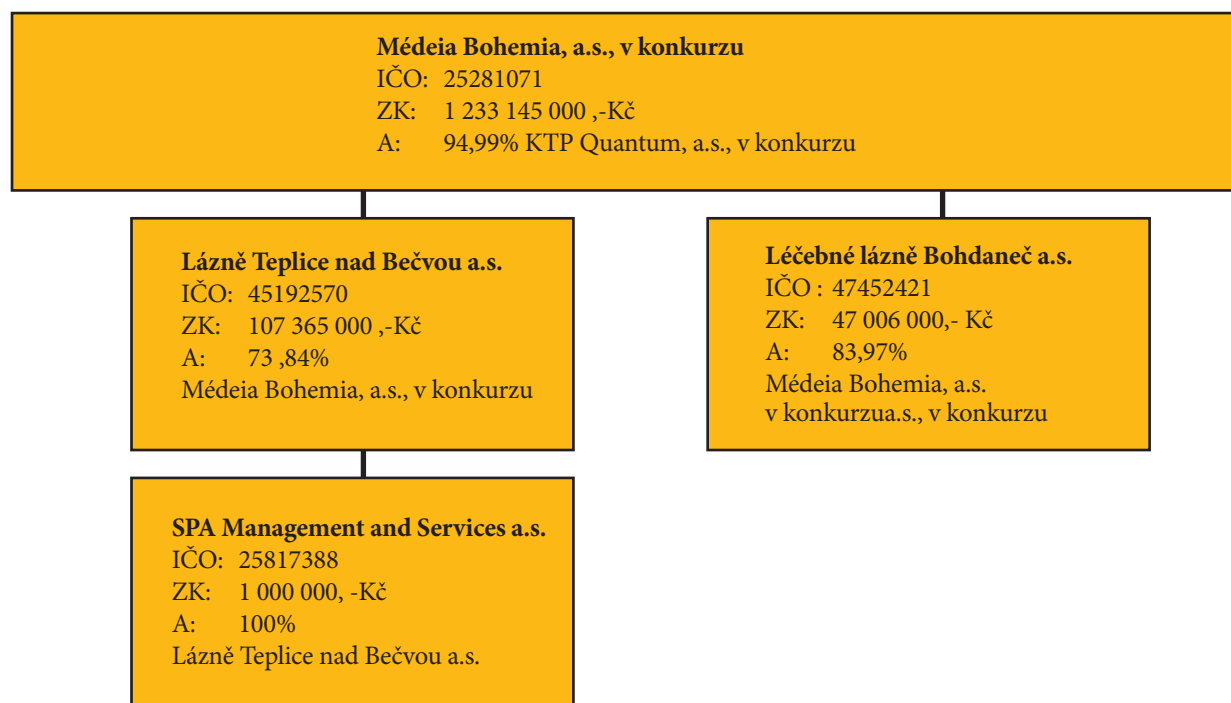 Médeia Bohemia, a.s., v konkurzu
IČO: 25281071
ZK: 1 233 145 000 ,-Kč
A: 94,99% KTP Quantum, a.s., v konkurzu
Lázně Teplice nad Bečvou a.s.
IČO: 45192570
ZK: 107 365 000 ,-Kč
A: 73 ,84%
Médeia Bohemia, a.s., v konkurzu
Léčebné lázně Bohdaneč a.s.
IČO : 47452421
ZK: 47 006 000,- Kč
A: 83,97%
Médeia Bohemia, a.s.
v konkurzua.s., v konkurzu
SPA Management and Services a.s.
IČO: 25817388
ZK: 1 000 000, -Kč
A: 100%
Lázně Teplice nad Bečvou a.s.